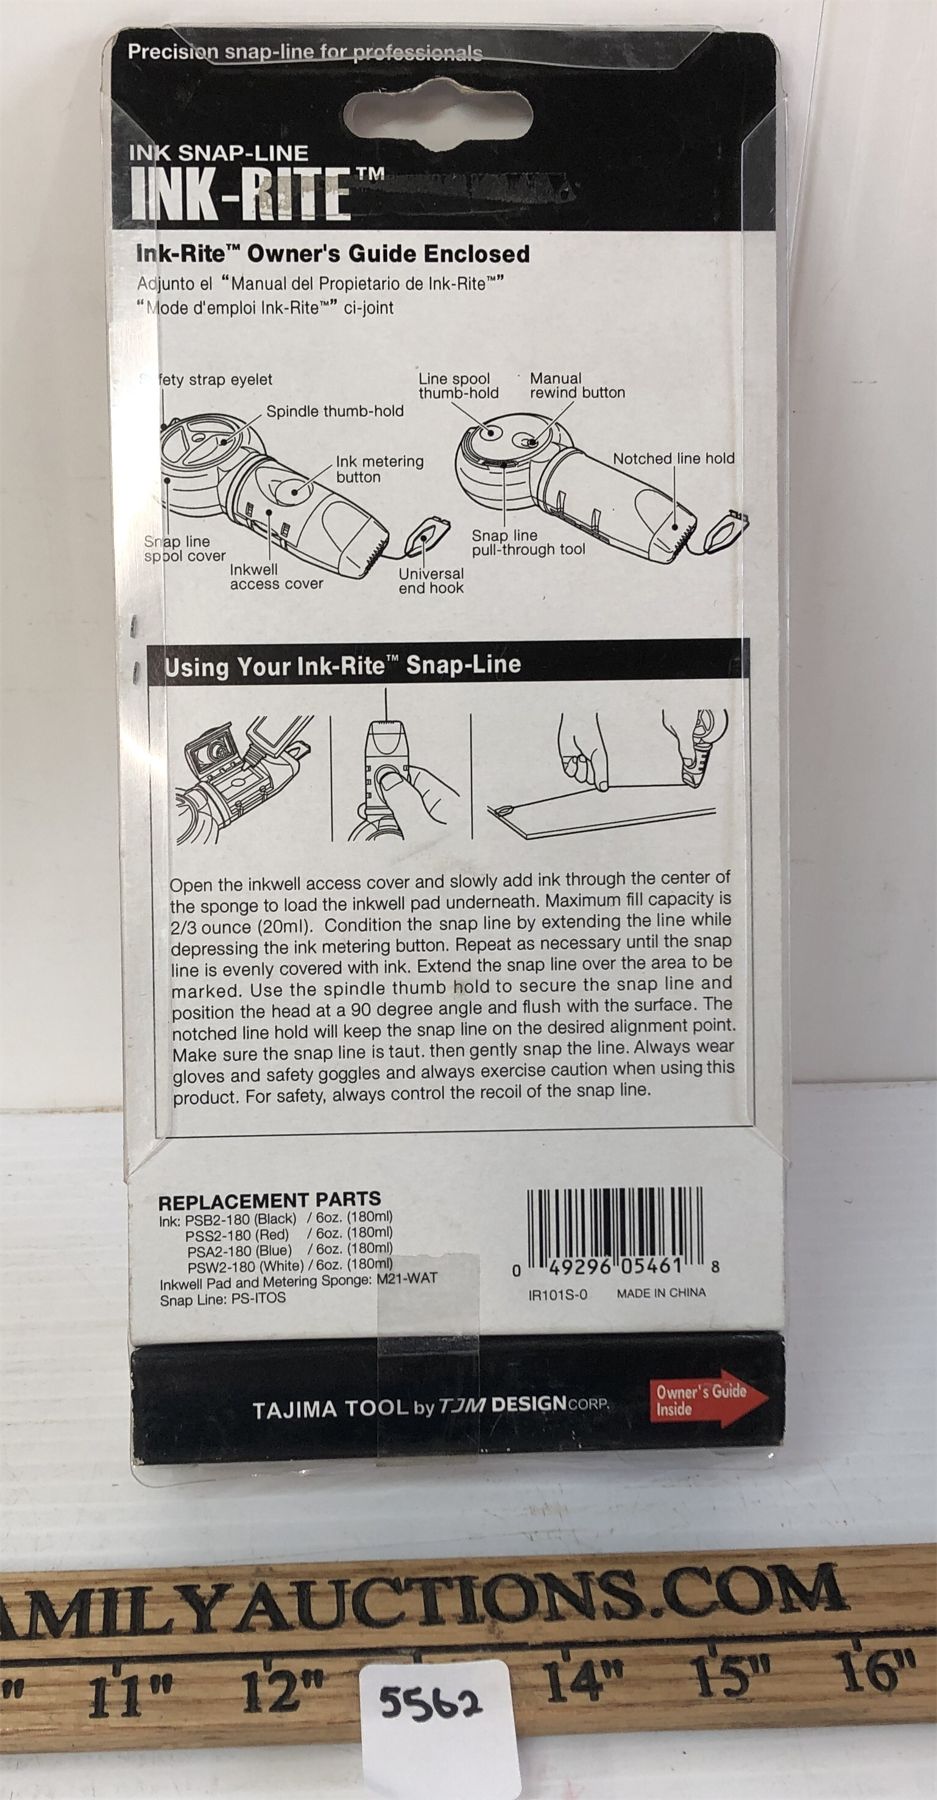 Precision snap-line for professionals
INK SNAP-LINE
INK-RITE™
Ink-Rite™ Owner's Guide Enclosed
Adjunto el “Manual del Propietario de Ink-Rite™”
“Mode d'emploi Ink-Rite™” ci-joint
Safety strap eyelet
Spindle thumb-hold
Ink metering
button
Snap line
spool cover
Inkwell
access cover
Universal
end hook
Line spool
thumb-hold
Manual
rewind button
Notched line hold
Snap line
pull-through tool
Using Your Ink-Rite™ Snap-Line
Open the inkwell access cover and slowly add ink through the center of
the sponge to load the inkwell pad underneath. Maximum fill capacity is
2/3 ounce (20ml). Condition the snap line by extending the line while
depressing the ink metering button. Repeat as necessary until the snap
line is evenly covered with ink. Extend the snap line over the area to be
marked. Use the spindle thumb hold to secure the snap line and
position the head at a 90 degree angle and flush with the surface. The
notched line hold will keep the snap line on the desired alignment point.
Make sure the snap line is taut. then gently snap the line. Always wear
gloves and safety goggles and always exercise caution when using this
product. For safety, always control the recoil of the snap line.
REPLACEMENT PARTS
Ink: PSB2-180 (Black) / 6oz. (180ml)
PSS2-180 (Red) / 6oz. (180ml)
PSA2-180 (Blue) / 6oz. (180ml)
PSW2-180 (White) / 6oz. (180ml)
Inkwell Pad and Metering Sponge: M21-WAT
Snap Line: PS-ITOS
0 49296 05461 8
IR101S-0 MADE IN CHINA
TAJIMA TOOL by TJM DESIGN CORP.
Owner's Guide
Inside
AMILYAUCTIONS.COM
" 11" 12" 14" 15" 16"
5562